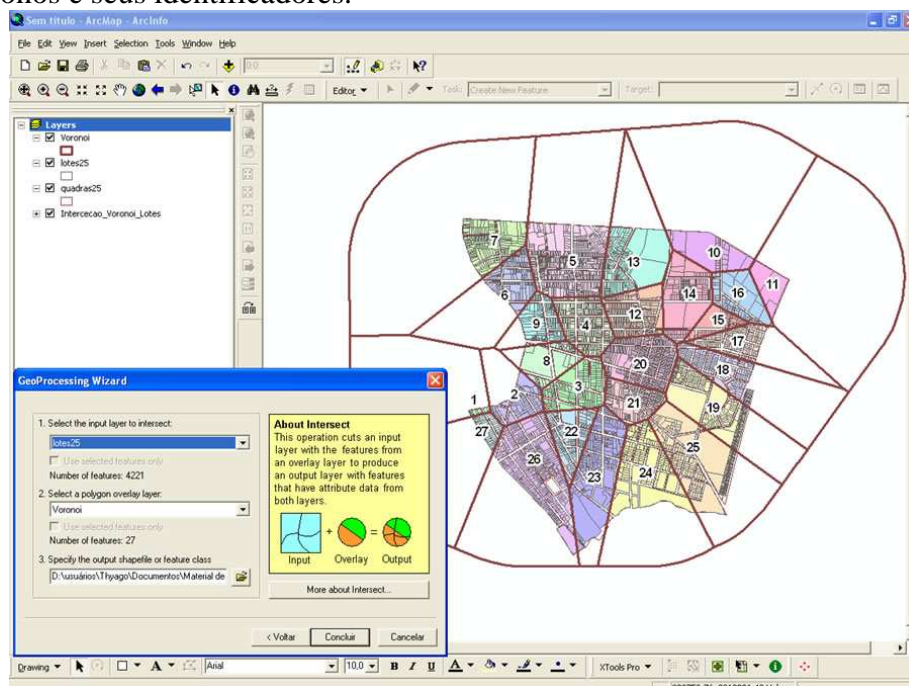 onos e seus identificadores.
Sem título - ArcMap - ArcInfo
File Edit View Insert Selection Tools Window Help
Editor Task: Create New Feature Target:
Layers
Voronoi
lotes25
quadras25
Intercecao_Voronoi_Lotes
7
5
13
10
11
6
14
16
9
4
12
15
17
8
20
18
1
2
3
21
19
27
22
26
23
24
25
GeoProcessing Wizard
1. Select the input layer to intersect:
lotes25
Use selected features only
Number of features: 4221
2. Select a polygon overlay layer:
Voronoi
Use selected features only
Number of features: 27
3. Specify the output shapefile or feature class
D:\usuários\Thyago\Documentos\Material de
About Intersect
This operation cuts an input
layer with the features from
an overlay layer to produce
an output layer with features
that have attribute data from
both layers.
+ =
Input Overlay Output
More about Intersect...
< Voltar Concluir Cancelar
Drawing A Arial 10,0 B I U A XTools Pro